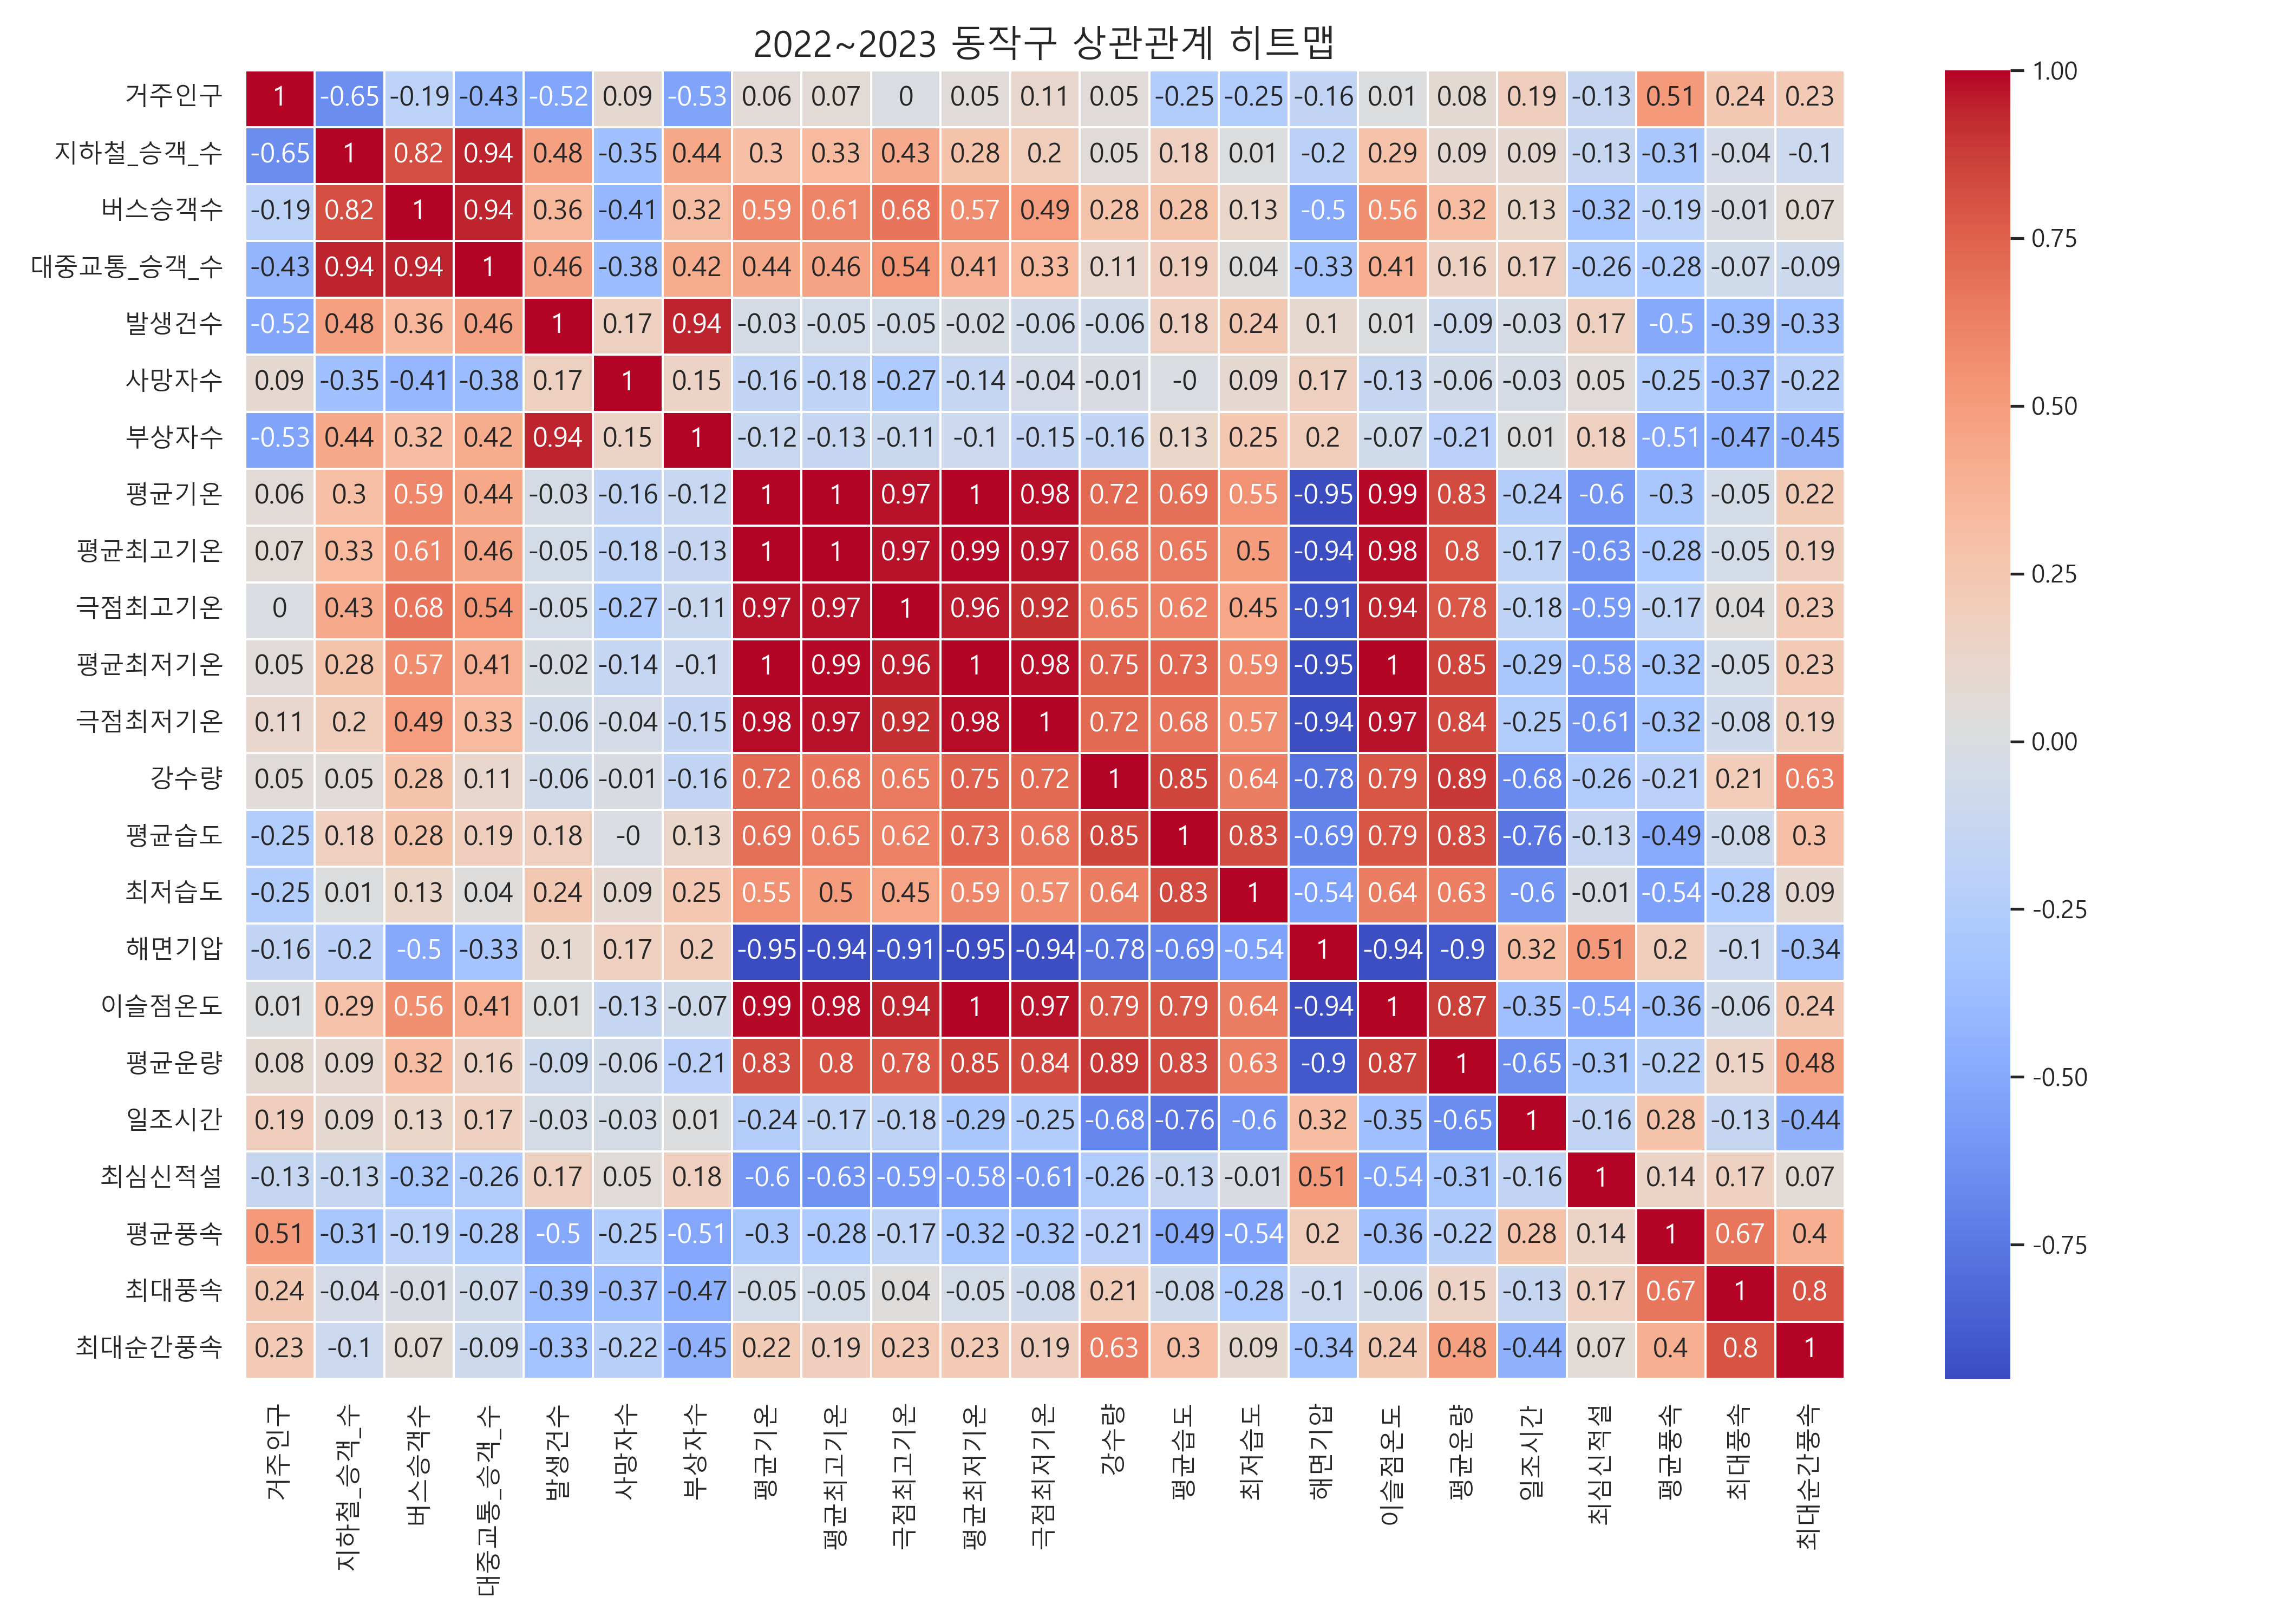 2022~2023 동작구 상관관계 히트맵
거주인구 1 -0.65 -0.19 -0.43 -0.52 0.09 -0.53 0.06 0.07 0 0.05 0.11 0.05 -0.25 -0.25 -0.16 0.01 0.08 0.19 -0.13 0.51 0.24 0.23
지하철_승객_수 -0.65 1 0.82 0.94 0.48 -0.35 0.44 0.3 0.33 0.43 0.28 0.2 0.05 0.18 0.01 -0.2 0.29 0.09 0.09 -0.13 -0.31 -0.04 -0.1
버스승객수 -0.19 0.82 1 0.94 0.36 -0.41 0.32 0.59 0.61 0.68 0.57 0.49 0.28 0.28 0.13 -0.5 0.56 0.32 0.13 -0.32 -0.19 -0.01 0.07
대중교통_승객_수 -0.43 0.94 0.94 1 0.46 -0.38 0.42 0.44 0.46 0.54 0.41 0.33 0.11 0.19 0.04 -0.33 0.41 0.16 0.17 -0.26 -0.28 -0.07 -0.09
발생건수 -0.52 0.48 0.36 0.46 1 0.17 0.94 -0.03 -0.05 -0.05 -0.02 -0.06 -0.06 0.18 0.24 0.1 0.01 -0.09 -0.03 0.17 -0.5 -0.39 -0.33
사망자수 0.09 -0.35 -0.41 -0.38 0.17 1 0.15 -0.16 -0.18 -0.27 -0.14 -0.04 -0.01 -0 0.09 0.17 -0.13 -0.06 -0.03 0.05 -0.25 -0.37 -0.22
부상자수 -0.53 0.44 0.32 0.42 0.94 0.15 1 -0.12 -0.13 -0.11 -0.1 -0.15 -0.16 0.13 0.25 0.2 -0.07 -0.21 0.01 0.18 -0.51 -0.47 -0.45
평균기온 0.06 0.3 0.59 0.44 -0.03 -0.16 -0.12 1 1 0.97 1 0.98 0.72 0.69 0.55 -0.95 0.99 0.83 -0.24 -0.6 -0.3 -0.05 0.22
평균최고기온 0.07 0.33 0.61 0.46 -0.05 -0.18 -0.13 1 1 0.97 0.99 0.97 0.68 0.65 0.5 -0.94 0.98 0.8 -0.17 -0.63 -0.28 -0.05 0.19
극점최고기온 0 0.43 0.68 0.54 -0.05 -0.27 -0.11 0.97 0.97 1 0.96 0.92 0.65 0.62 0.45 -0.91 0.94 0.78 -0.18 -0.59 -0.17 0.04 0.23
평균최저기온 0.05 0.28 0.57 0.41 -0.02 -0.14 -0.1 1 0.99 0.96 1 0.98 0.75 0.73 0.59 -0.95 1 0.85 -0.29 -0.58 -0.32 -0.05 0.23
극점최저기온 0.11 0.2 0.49 0.33 -0.06 -0.04 -0.15 0.98 0.97 0.92 0.98 1 0.72 0.68 0.57 -0.94 0.97 0.84 -0.25 -0.61 -0.32 -0.08 0.19
강수량 0.05 0.05 0.28 0.11 -0.06 -0.01 -0.16 0.72 0.68 0.65 0.75 0.72 1 0.85 0.64 -0.78 0.79 0.89 -0.68 -0.26 -0.21 0.21 0.63
평균습도 -0.25 0.18 0.28 0.19 0.18 -0 0.13 0.69 0.65 0.62 0.73 0.68 0.85 1 0.83 -0.69 0.79 0.83 -0.76 -0.13 -0.49 -0.08 0.3
최저습도 -0.25 0.01 0.13 0.04 0.24 0.09 0.25 0.55 0.5 0.45 0.59 0.57 0.64 0.83 1 -0.54 0.64 0.63 -0.6 -0.01 -0.54 -0.28 0.09
해면기압 -0.16 -0.2 -0.5 -0.33 0.1 0.17 0.2 -0.95 -0.94 -0.91 -0.95 -0.94 -0.78 -0.69 -0.54 1 -0.94 -0.9 0.32 0.51 0.2 -0.1 -0.34
이슬점온도 0.01 0.29 0.56 0.41 0.01 -0.13 -0.07 0.99 0.98 0.94 1 0.97 0.79 0.79 0.64 -0.94 1 0.87 -0.35 -0.54 -0.36 -0.06 0.24
평균운량 0.08 0.09 0.32 0.16 -0.09 -0.06 -0.21 0.83 0.8 0.78 0.85 0.84 0.89 0.83 0.63 -0.9 0.87 1 -0.65 -0.31 -0.22 0.15 0.48
일조시간 0.19 0.09 0.13 0.17 -0.03 -0.03 0.01 -0.24 -0.17 -0.18 -0.29 -0.25 -0.68 -0.76 -0.6 0.32 -0.35 -0.65 1 -0.16 0.28 -0.13 -0.44
최심신적설 -0.13 -0.13 -0.32 -0.26 0.17 0.05 0.18 -0.6 -0.63 -0.59 -0.58 -0.61 -0.26 -0.13 -0.01 0.51 -0.54 -0.31 -0.16 1 0.14 0.17 0.07
평균풍속 0.51 -0.31 -0.19 -0.28 -0.5 -0.25 -0.51 -0.3 -0.28 -0.17 -0.32 -0.32 -0.21 -0.49 -0.54 0.2 -0.36 -0.22 0.28 0.14 1 0.67 0.4
최대풍속 0.24 -0.04 -0.01 -0.07 -0.39 -0.37 -0.47 -0.05 -0.05 0.04 -0.05 -0.08 0.21 -0.08 -0.28 -0.1 -0.06 0.15 -0.13 0.17 0.67 1 0.8
최대순간풍속 0.23 -0.1 0.07 -0.09 -0.33 -0.22 -0.45 0.22 0.19 0.23 0.23 0.19 0.63 0.3 0.09 -0.34 0.24 0.48 -0.44 0.07 0.4 0.8 1
거주인구 지하철_승객_수 버스승객수 대중교통_승객_수 발생건수 사망자수 부상자수 평균기온 평균최고기온 극점최고기온 평균최저기온 극점최저기온 강수량 평균습도 최저습도 해면기압 이슬점온도 평균운량 일조시간 최심신적설 평균풍속 최대풍속 최대순간풍속
1.00
0.75
0.50
0.25
0.00
-0.25
-0.50
-0.75